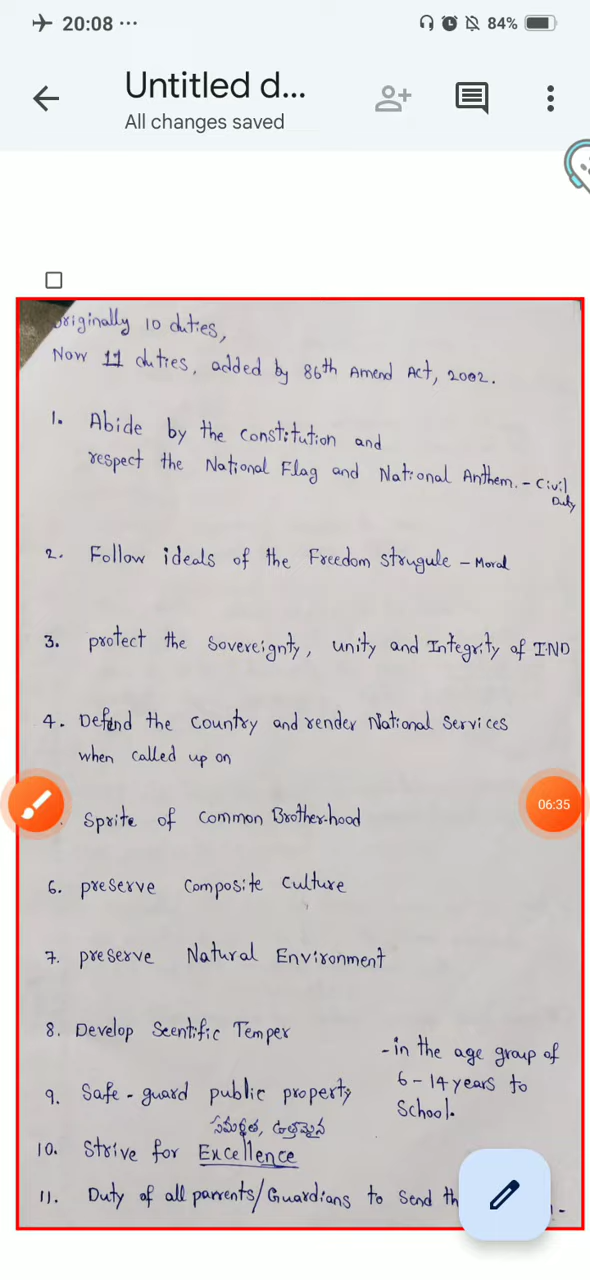 20:08 ...
84%
Untitled d...
All changes saved
originally 10 duties,
Now 11 duties, added by 86th Amend Act, 2002.
1. Abide by the Constitution and
respect the National Flag and National Anthem. - Civil
Duty
2. Follow ideals of the Freedom strugule - Moral
3. protect the Sovereignty, unity and Integrity of IND
4. Defend the Country and render National Services
when called up on
06:35
Sprite of Common Brother-hood
6. preserve Composite Culture
7. preserve Natural Environment
8. Develop Scentific Temper
- in the age group of
6-14 years to
School.
9. Safe-guard public property
ఉత్తమైన
10. Strive for Excellence
11. Duty of all parrents/Guardians to Send